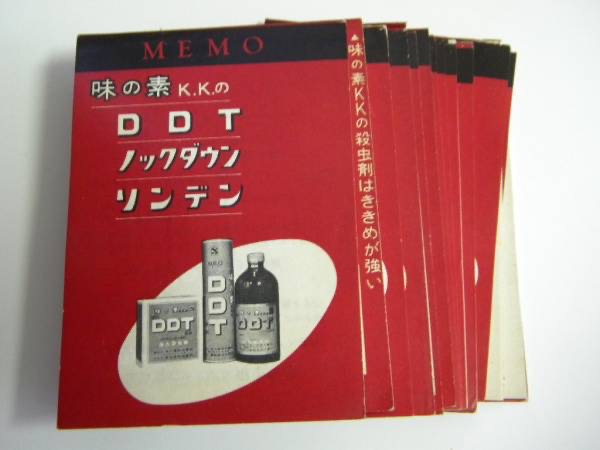 MEMO
味の素K.K.の
DDT
ノックダウン
リンデン
▲味の素K.K.の殺虫剤はききめが強い
DDT
NEO
DDT
DDT